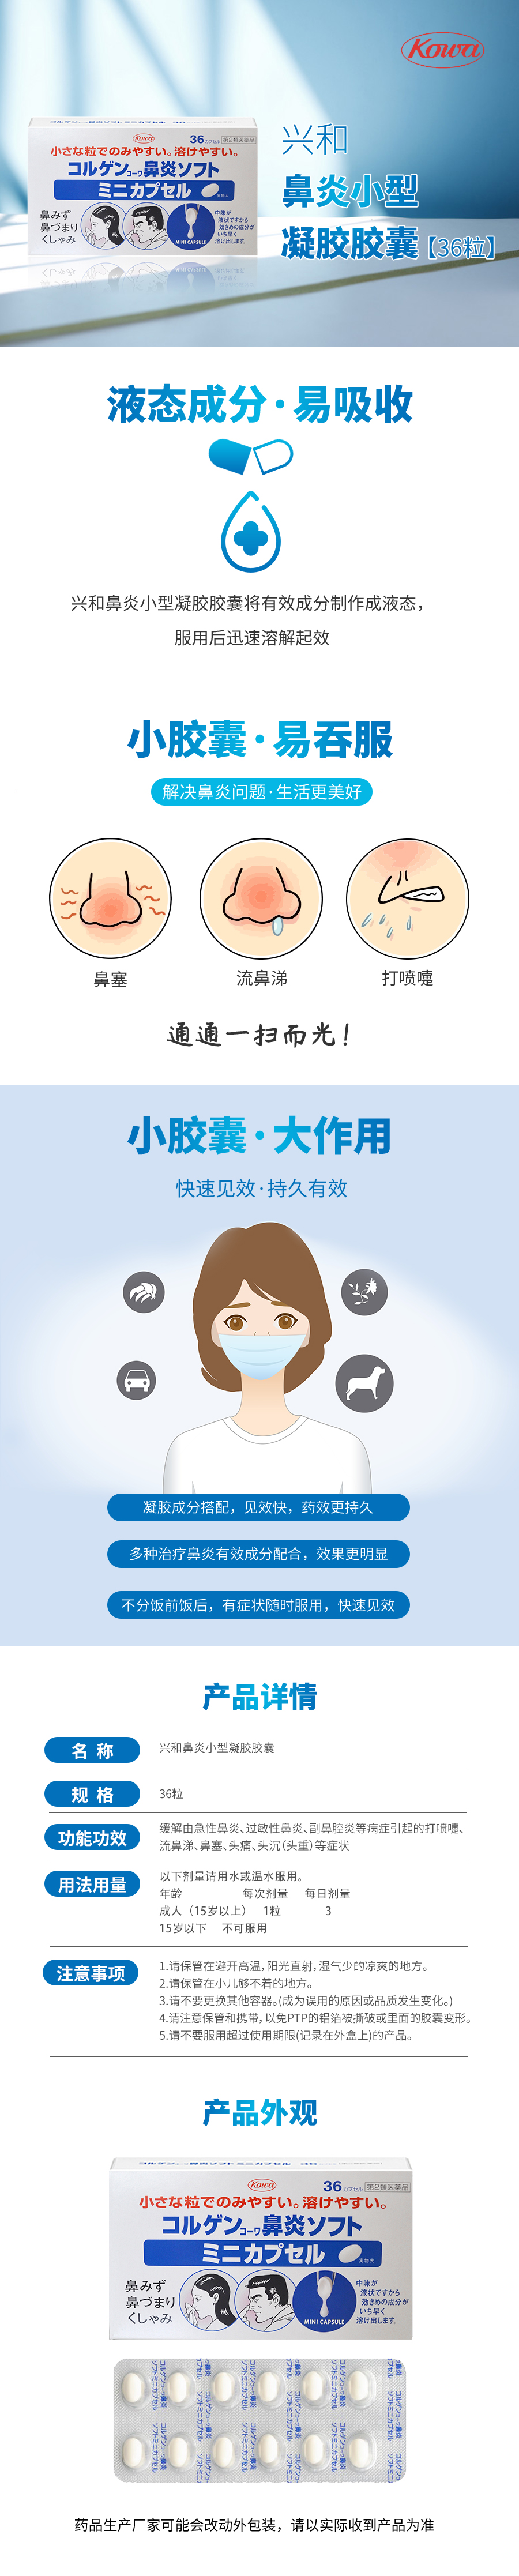 Kowa
兴和
鼻炎小型
凝胶胶囊【36粒】
Kowa
36カプセル 第2類医薬品
小さな粒でのみやすい。溶けやすい。
コルゲンコーワ鼻炎ソフト
ミニカプセル
鼻みず
鼻づまり
くしゃみ
MINI CAPSULE
中味が
液状ですから
効きめの成分が
いち早く
溶け出します。
液态成分·易吸收
兴和鼻炎小型凝胶胶囊将有效成分制作成液态，
服用后迅速溶解起效
小胶囊·易吞服
解决鼻炎问题·生活更美好
鼻塞 流鼻涕 打喷嚏
通通一扫而光！
小胶囊·大作用
快速见效·持久有效
凝胶成分搭配，见效快，药效更持久
多种治疗鼻炎有效成分配合，效果更明显
不分饭前饭后，有症状随时服用，快速见效
产品详情
名 称 兴和鼻炎小型凝胶胶囊
规 格 36粒
功能功效 缓解由急性鼻炎、过敏性鼻炎、副鼻腔炎等病症引起的打喷嚏、
流鼻涕、鼻塞、头痛、头沉（头重）等症状
用法用量 以下剂量请用水或温水服用。
年龄 每次剂量 每日剂量
成人（15岁以上） 1粒 3
15岁以下 不可服用
注意事项 1.请保管在避开高温，阳光直射，湿气少的凉爽的地方。
2.请保管在小儿够不着的地方。
3.请不要更换其他容器。(成为误用的原因或品质发生变化。)
4.请注意保管和携带，以免PTP的铝箔被撕破或里面的胶囊变形。
5.请不要服用超过使用期限(记录在外盒上)的产品。
产品外观
Kowa
36カプセル 第2類医薬品
小さな粒でのみやすい。溶けやすい。
コルゲンコーワ鼻炎ソフト
ミニカプセル
実物大
鼻みず
鼻づまり
くしゃみ
MINI CAPSULE
中味が
液状ですから
効きめの成分が
いち早く
溶け出します。
コルゲンコーワ鼻炎
ソフトミニカプセル
药品生产厂家可能会改动外包装，请以实际收到产品为准